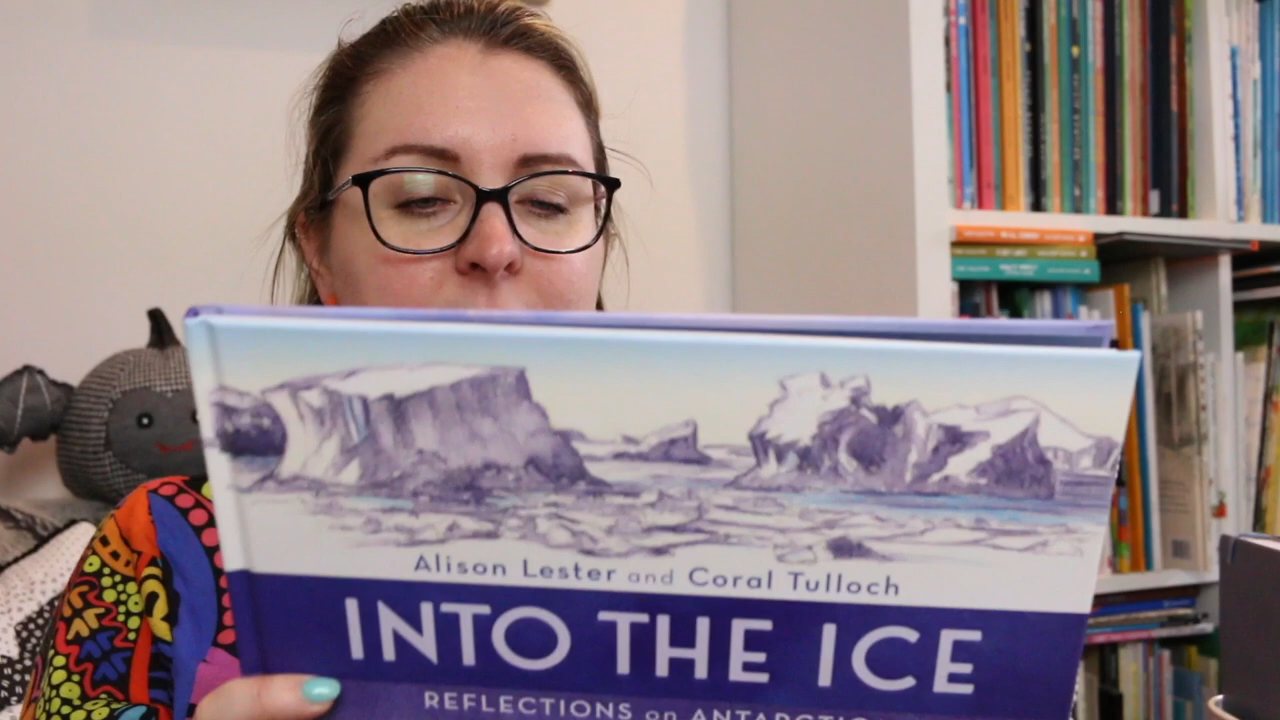 Alison Lester and Coral Tulloch
INTO THE ICE
REFLECTIONS on